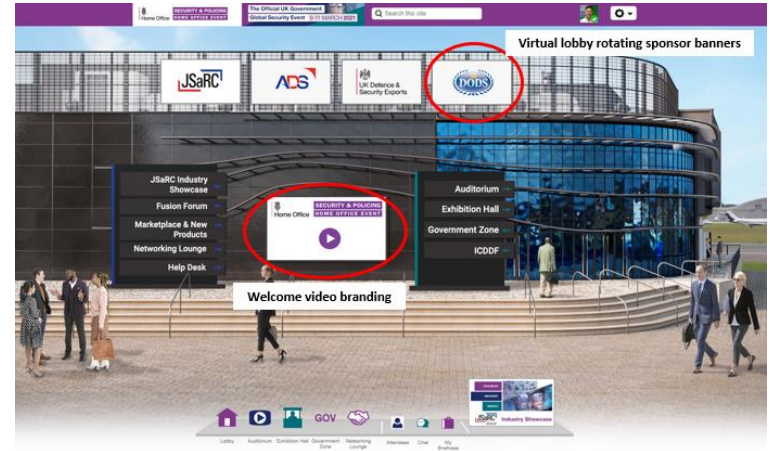 Home Office
SECURITY & POLICING
HOME OFFICE EVENT
The Official UK Government
Global Security Event 9-11 MARCH 2021
Search this site
Virtual lobby rotating sponsor banners
JSaRC
ADS
UK Defence &
Security Exports
DODS
JSaRC Industry
Showcase
Fusion Forum
Marketplace & New
Products
Networking Lounge
Help Desk
Home Office
SECURITY & POLICING
HOME OFFICE EVENT
Auditorium
Exhibition Hall
Government Zone
ICDDF
Welcome video branding
GOV
Lobby
Auditorium
Exhibition Hall
Government
Zone
Networking
Lounge
Attendees
Chat
My
Briefcase
JSaRC
Industry Showcase